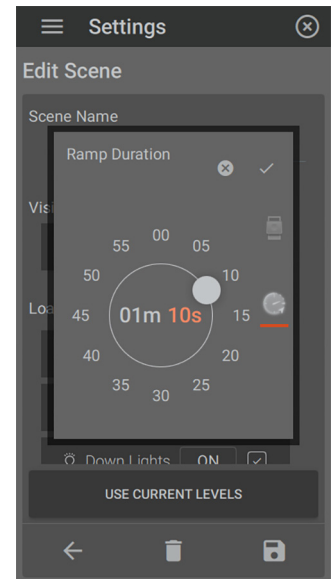 Settings
Edit Scene
Scene Name
Ramp Duration
Visi
00
55 05
50 10
Loa
45 01m 10s 15
40 20
35 25
30
Down Lights ON
USE CURRENT LEVELS